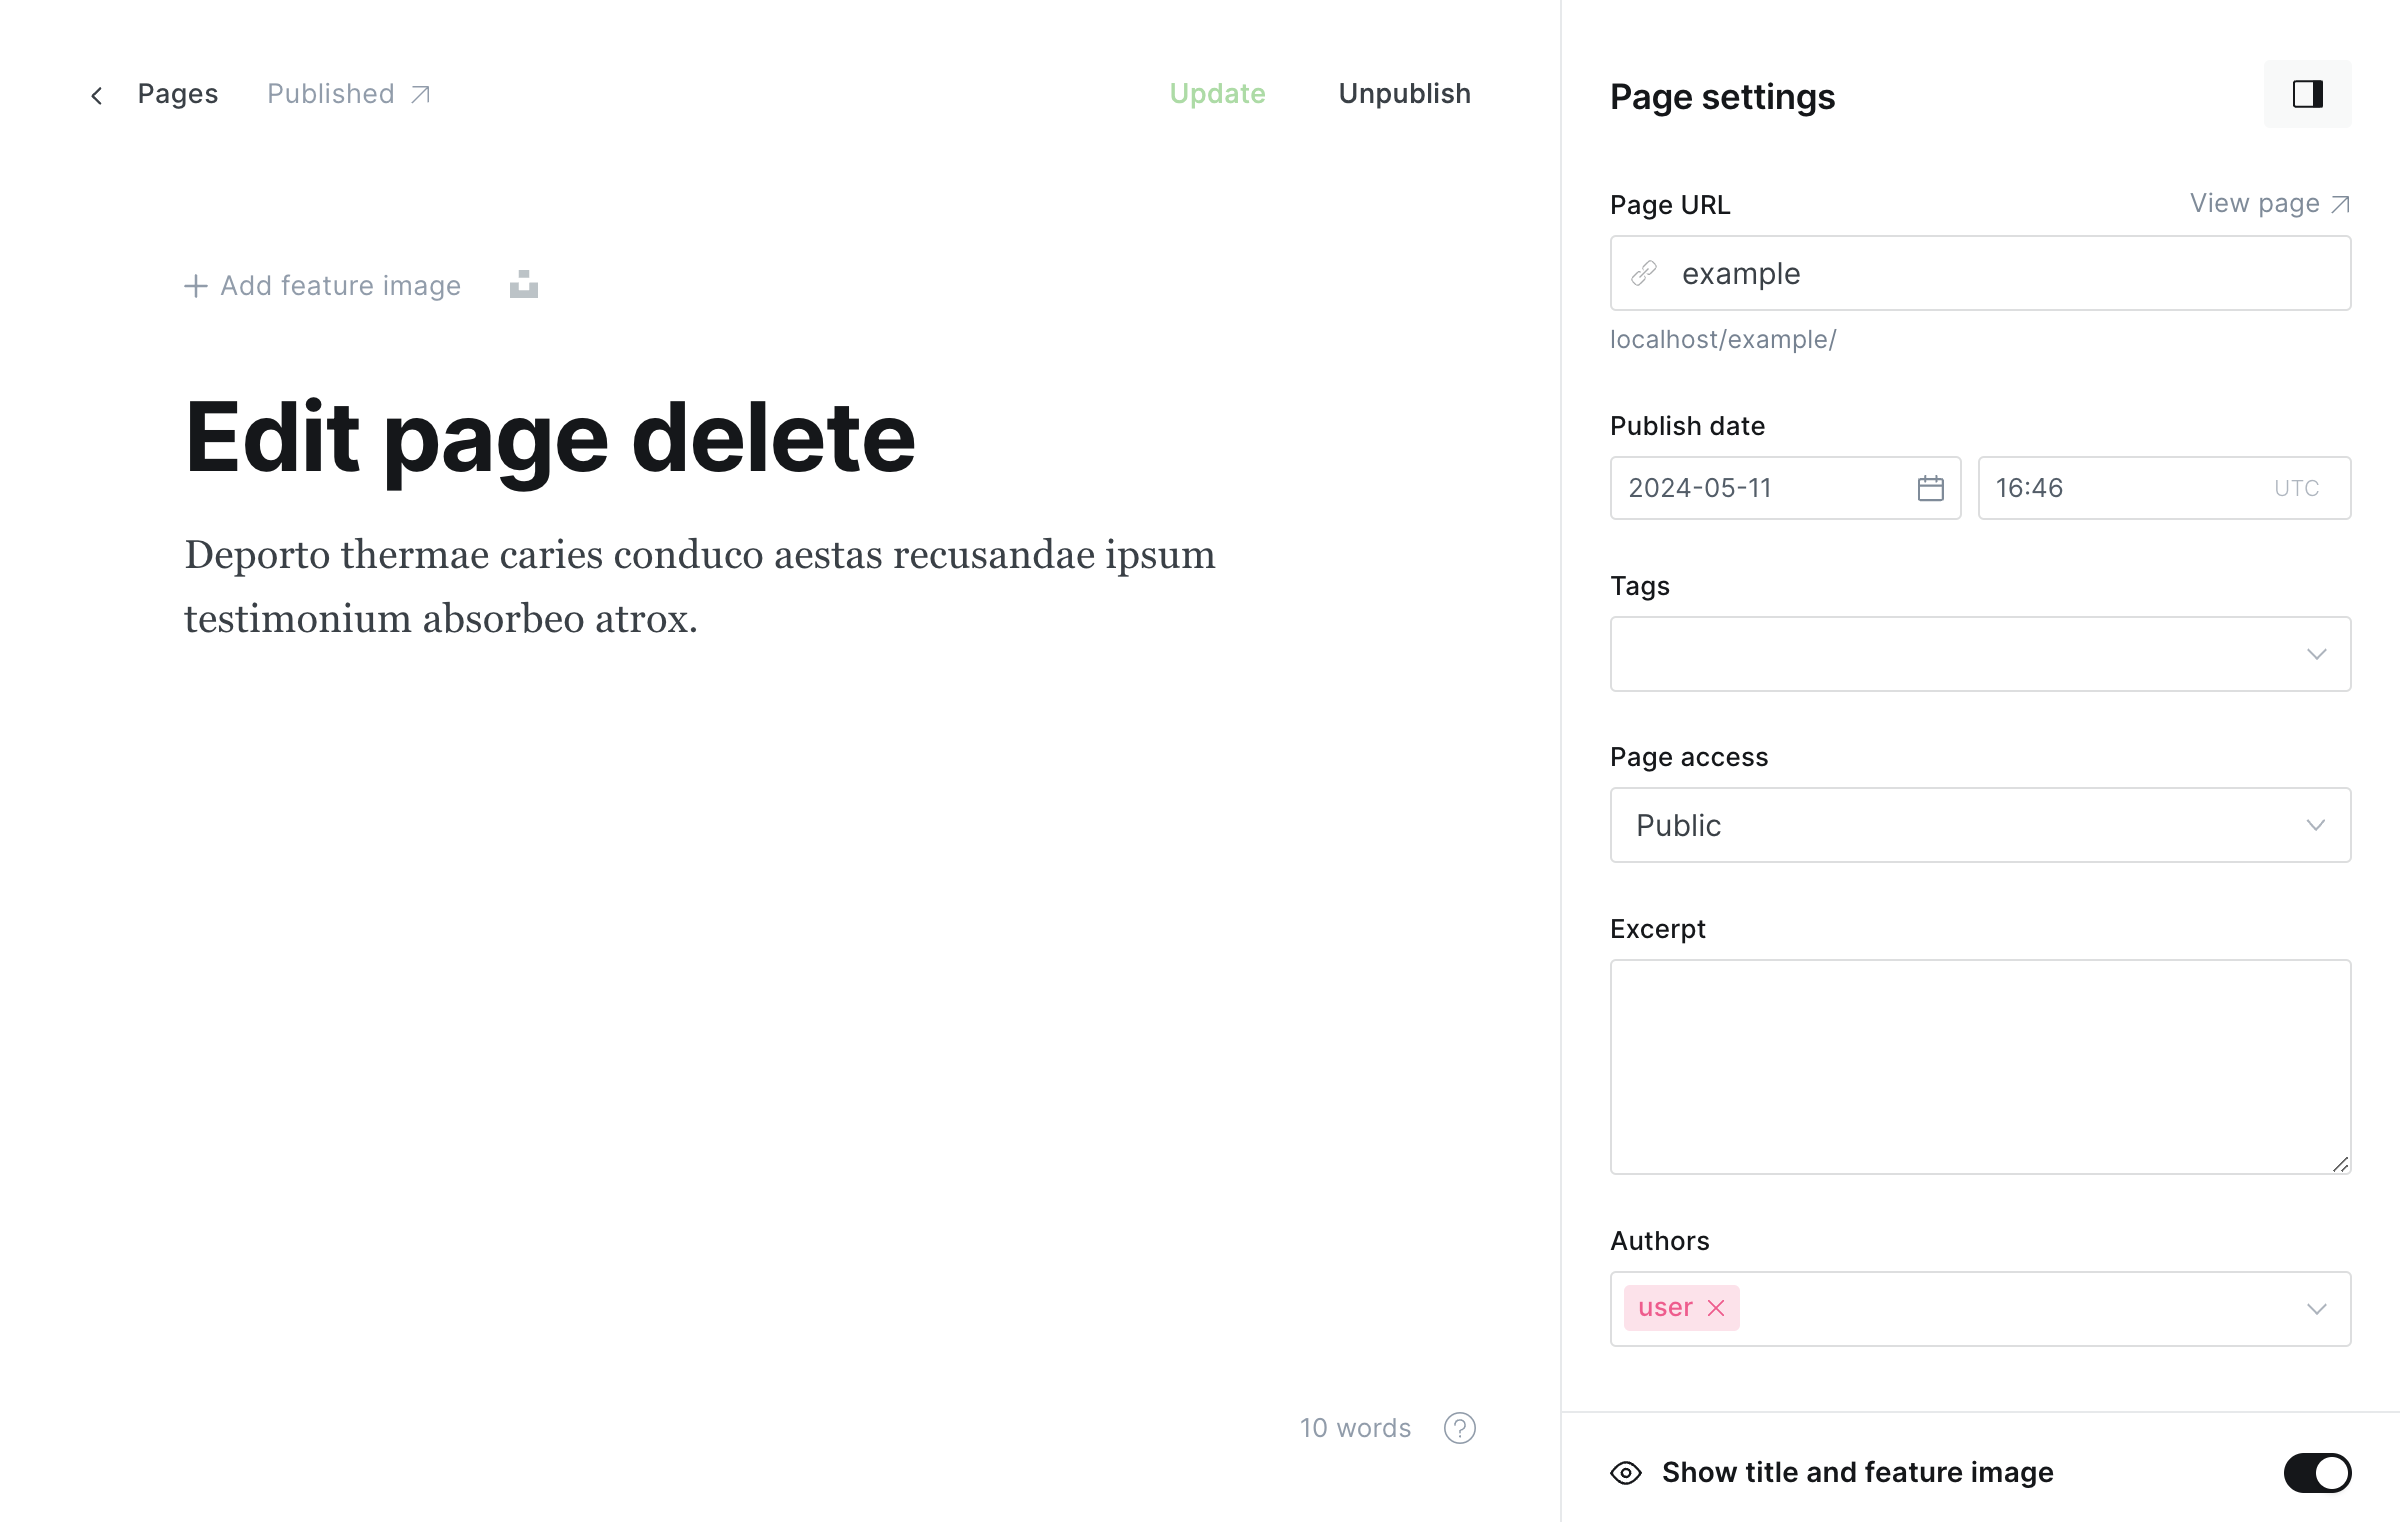 Pages Published
Update Unpublish
Add feature image
Edit page delete
Deporto thermae caries conduco aestas recusandae ipsum
testimonium absorbeo atrox.
10 words ?
Page settings
Page URL View page
example
localhost/example/
Publish date
2024-05-11 16:46 UTC
Tags
Page access
Public
Excerpt
Authors
user
Show title and feature image